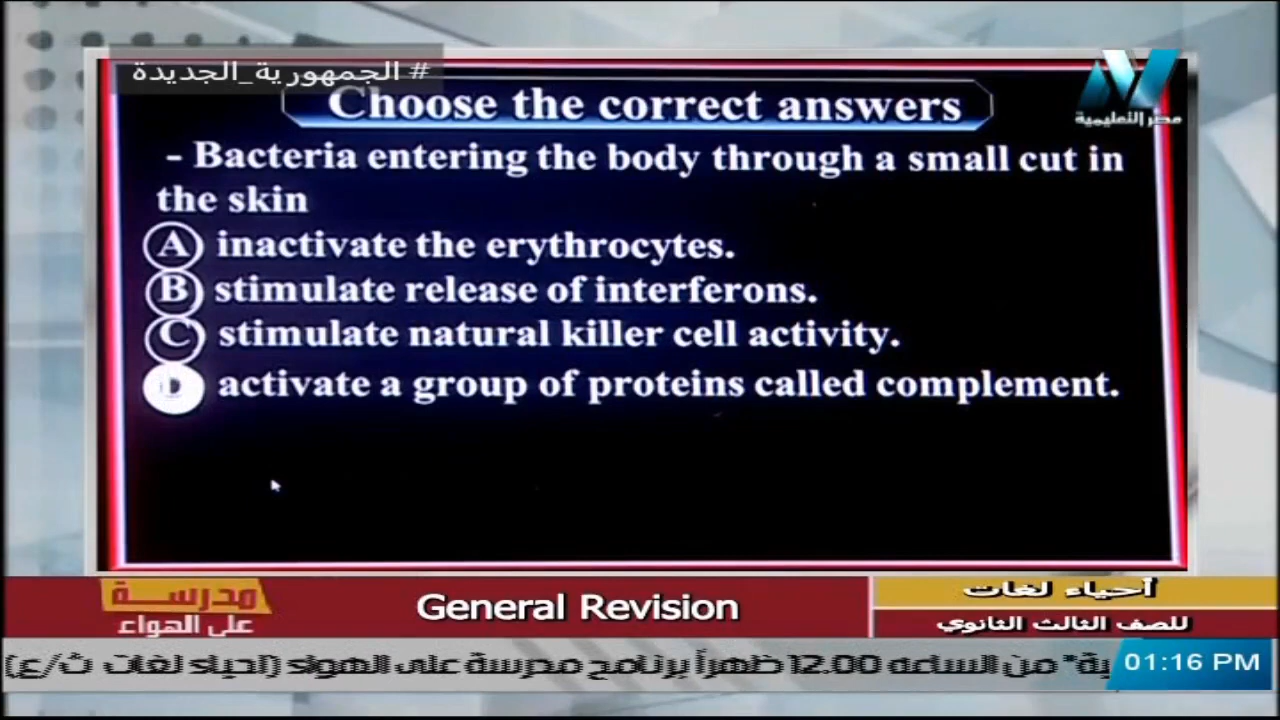 # الجمهورية_الجديدة
مصر التعليمية
Choose the correct answers
- Bacteria entering the body through a small cut in
the skin
A inactivate the erythrocytes.
B stimulate release of interferons.
C stimulate natural killer cell activity.
D activate a group of proteins called complement.
مدرسة
على الهواء
General Revision
أحياء لغات
للصف الثالث الثانوي
ية* من الساعه 12.00 ظهراً برنامج مدرسة على الهواء (احياء لغات ث/ع)
01:16 PM